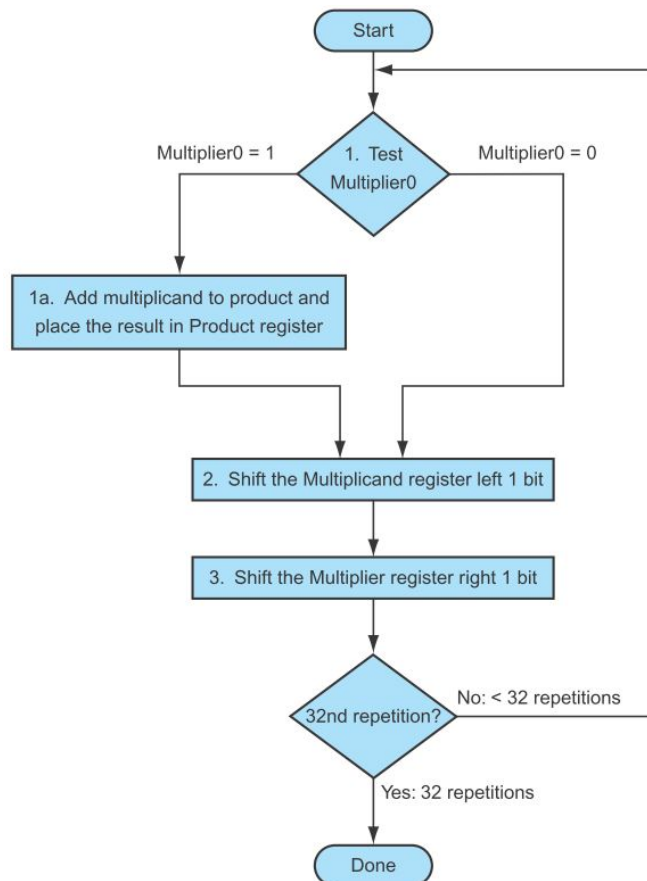 Start
Multiplier0 = 1
1. Test
Multiplier0
Multiplier0 = 0
1a. Add multiplicand to product and
place the result in Product register
2. Shift the Multiplicand register left 1 bit
3. Shift the Multiplier register right 1 bit
32nd repetition?
No: < 32 repetitions
Yes: 32 repetitions
Done